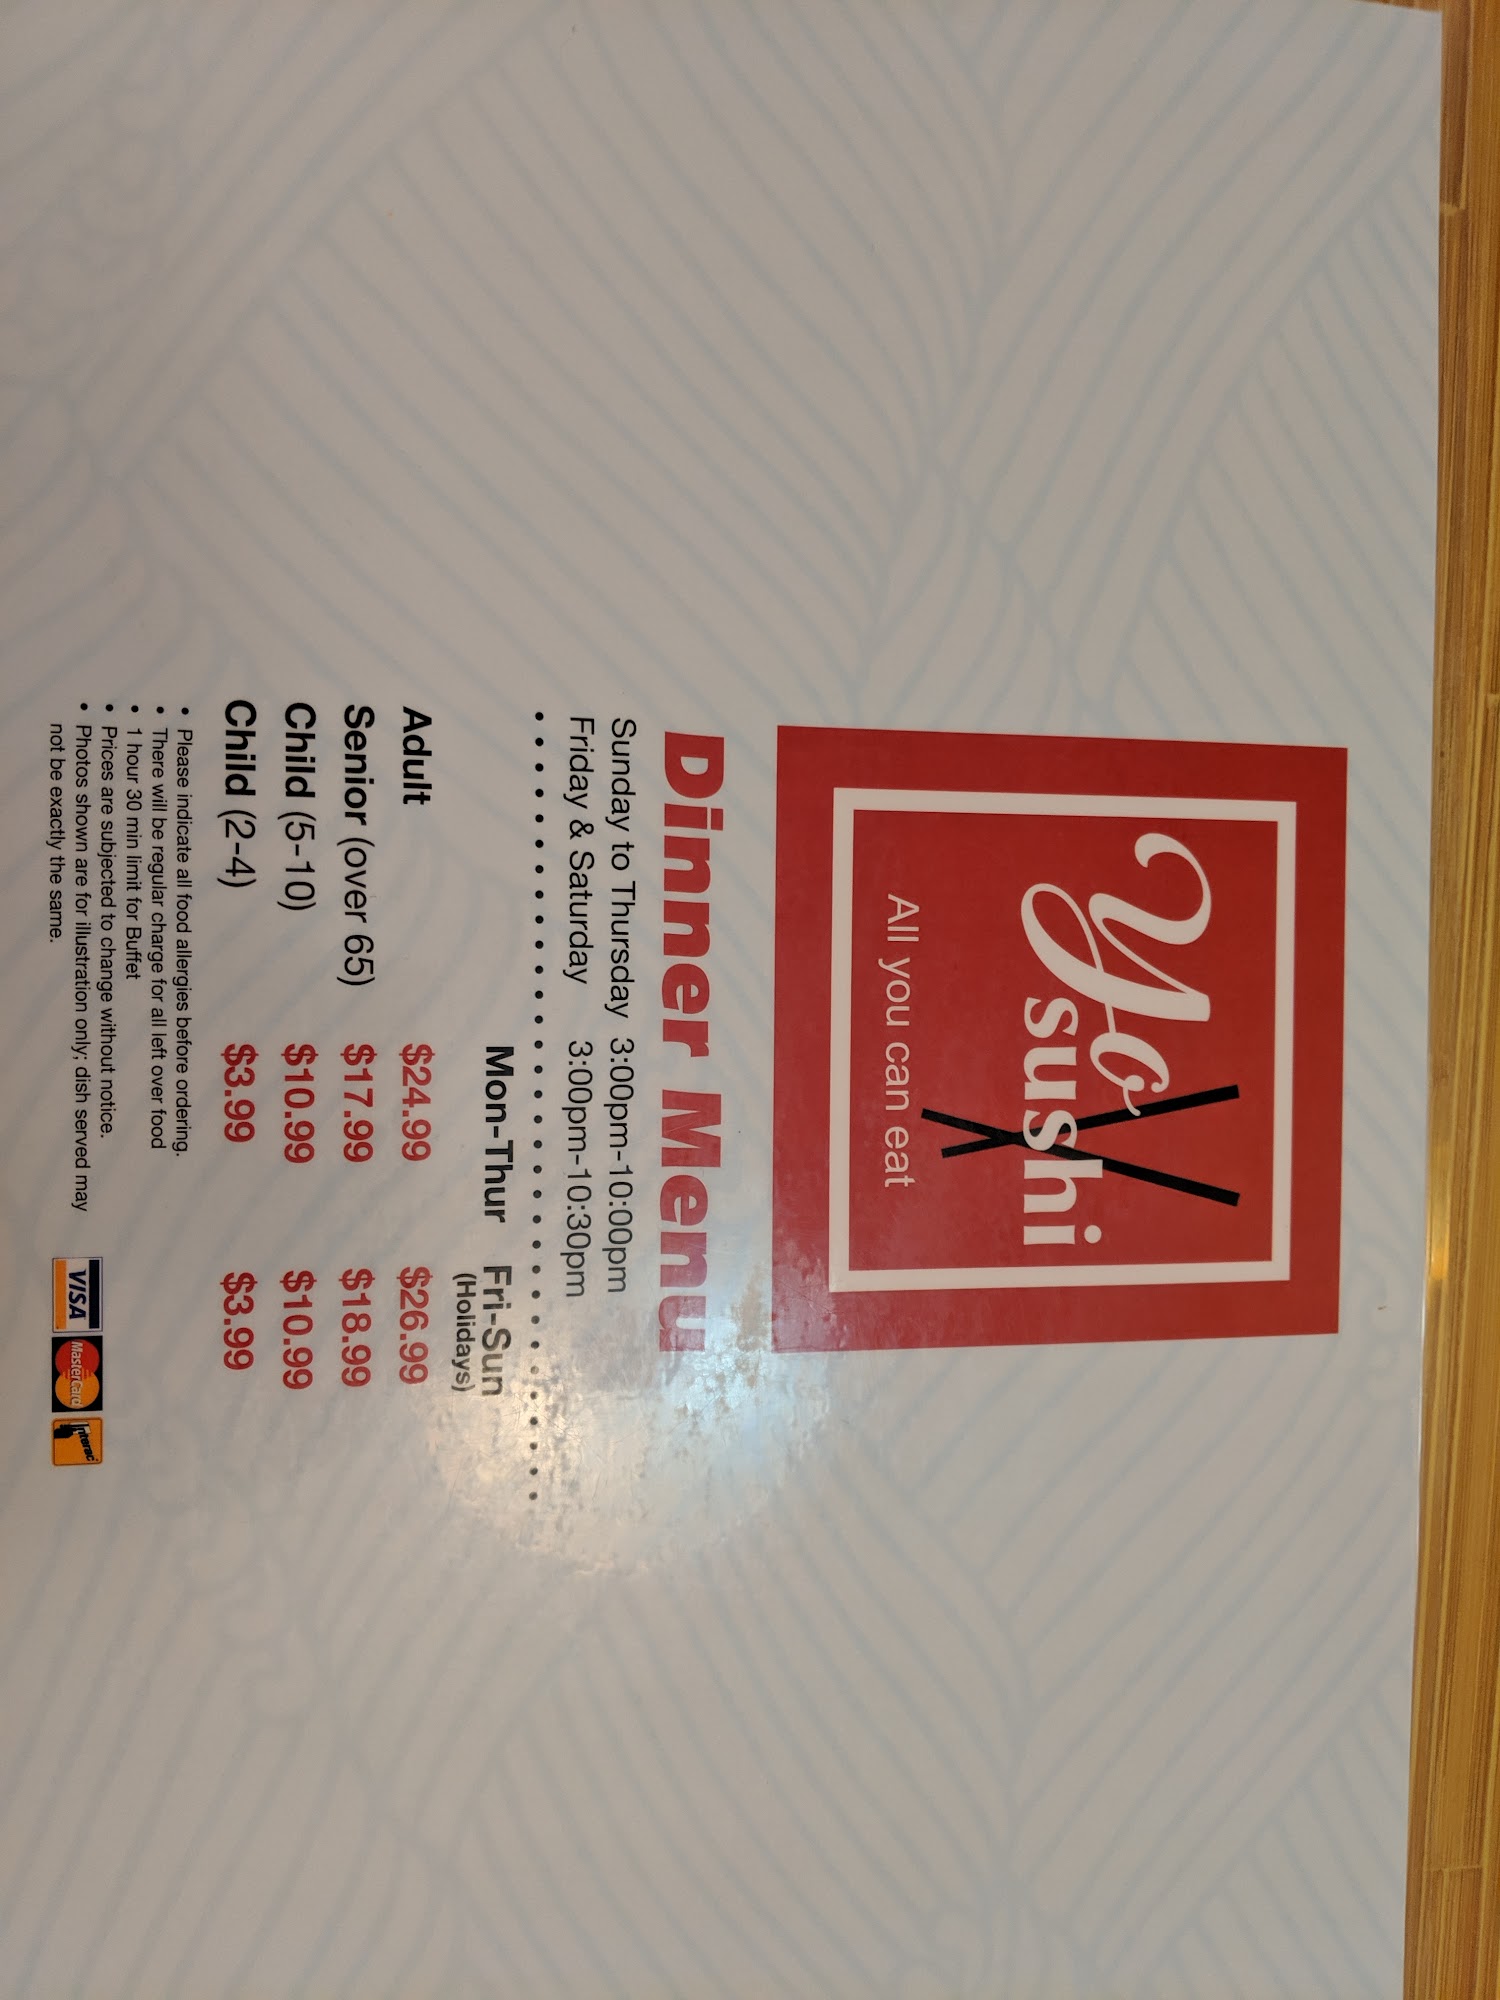 Yo
sushi
All you can eat
Dinner Menu
Sunday to Thursday 3:00pm-10:00pm
Friday & Saturday 3:00pm-10:30pm
Mon-Thur Fri-Sun
(Holidays)
Adult $24.99 $26.99
Senior (over 65) $17.99 $18.99
Child (5-10) $10.99 $10.99
Child (2-4) $3.99 $3.99
• Please indicate all food allergies before ordering.
• There will be regular charge for all left over food
• 1 hour 30 min limit for Buffet
• Prices are subjected to change without notice.
• Photos shown are for illustration only; dish served may
not be exactly the same.
VISA MasterCard Interac